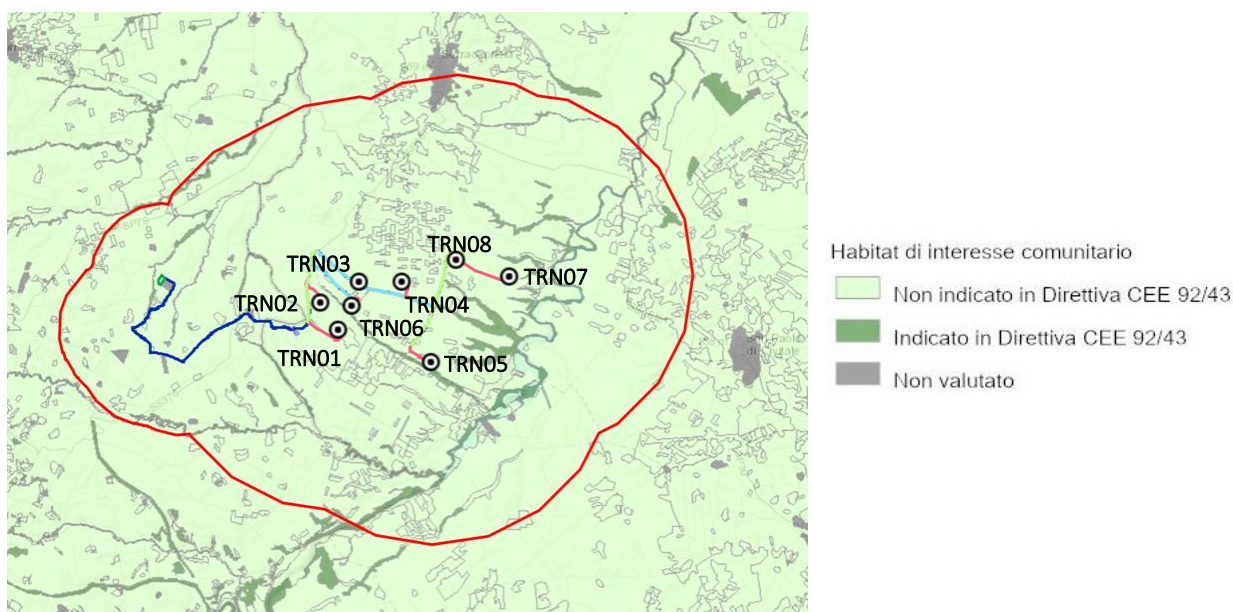 TRN08
TRN03
TRN07
TRN02
TRN04
TRN06
TRN01
TRN05
Habitat di interesse comunitario
Non indicato in Direttiva CEE 92/43
Indicato in Direttiva CEE 92/43
Non valutato